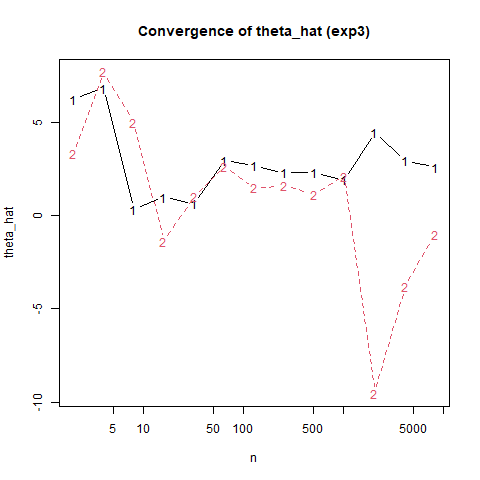 Convergence of theta_hat (exp3)
theta_hat
5
0
-5
-10
1 1 1 1 1 1 1 1 1 1 1 1 1
2 2 2 2 2 2 2 2 2 2 2 2 2
5 10 50 100 500 5000
n